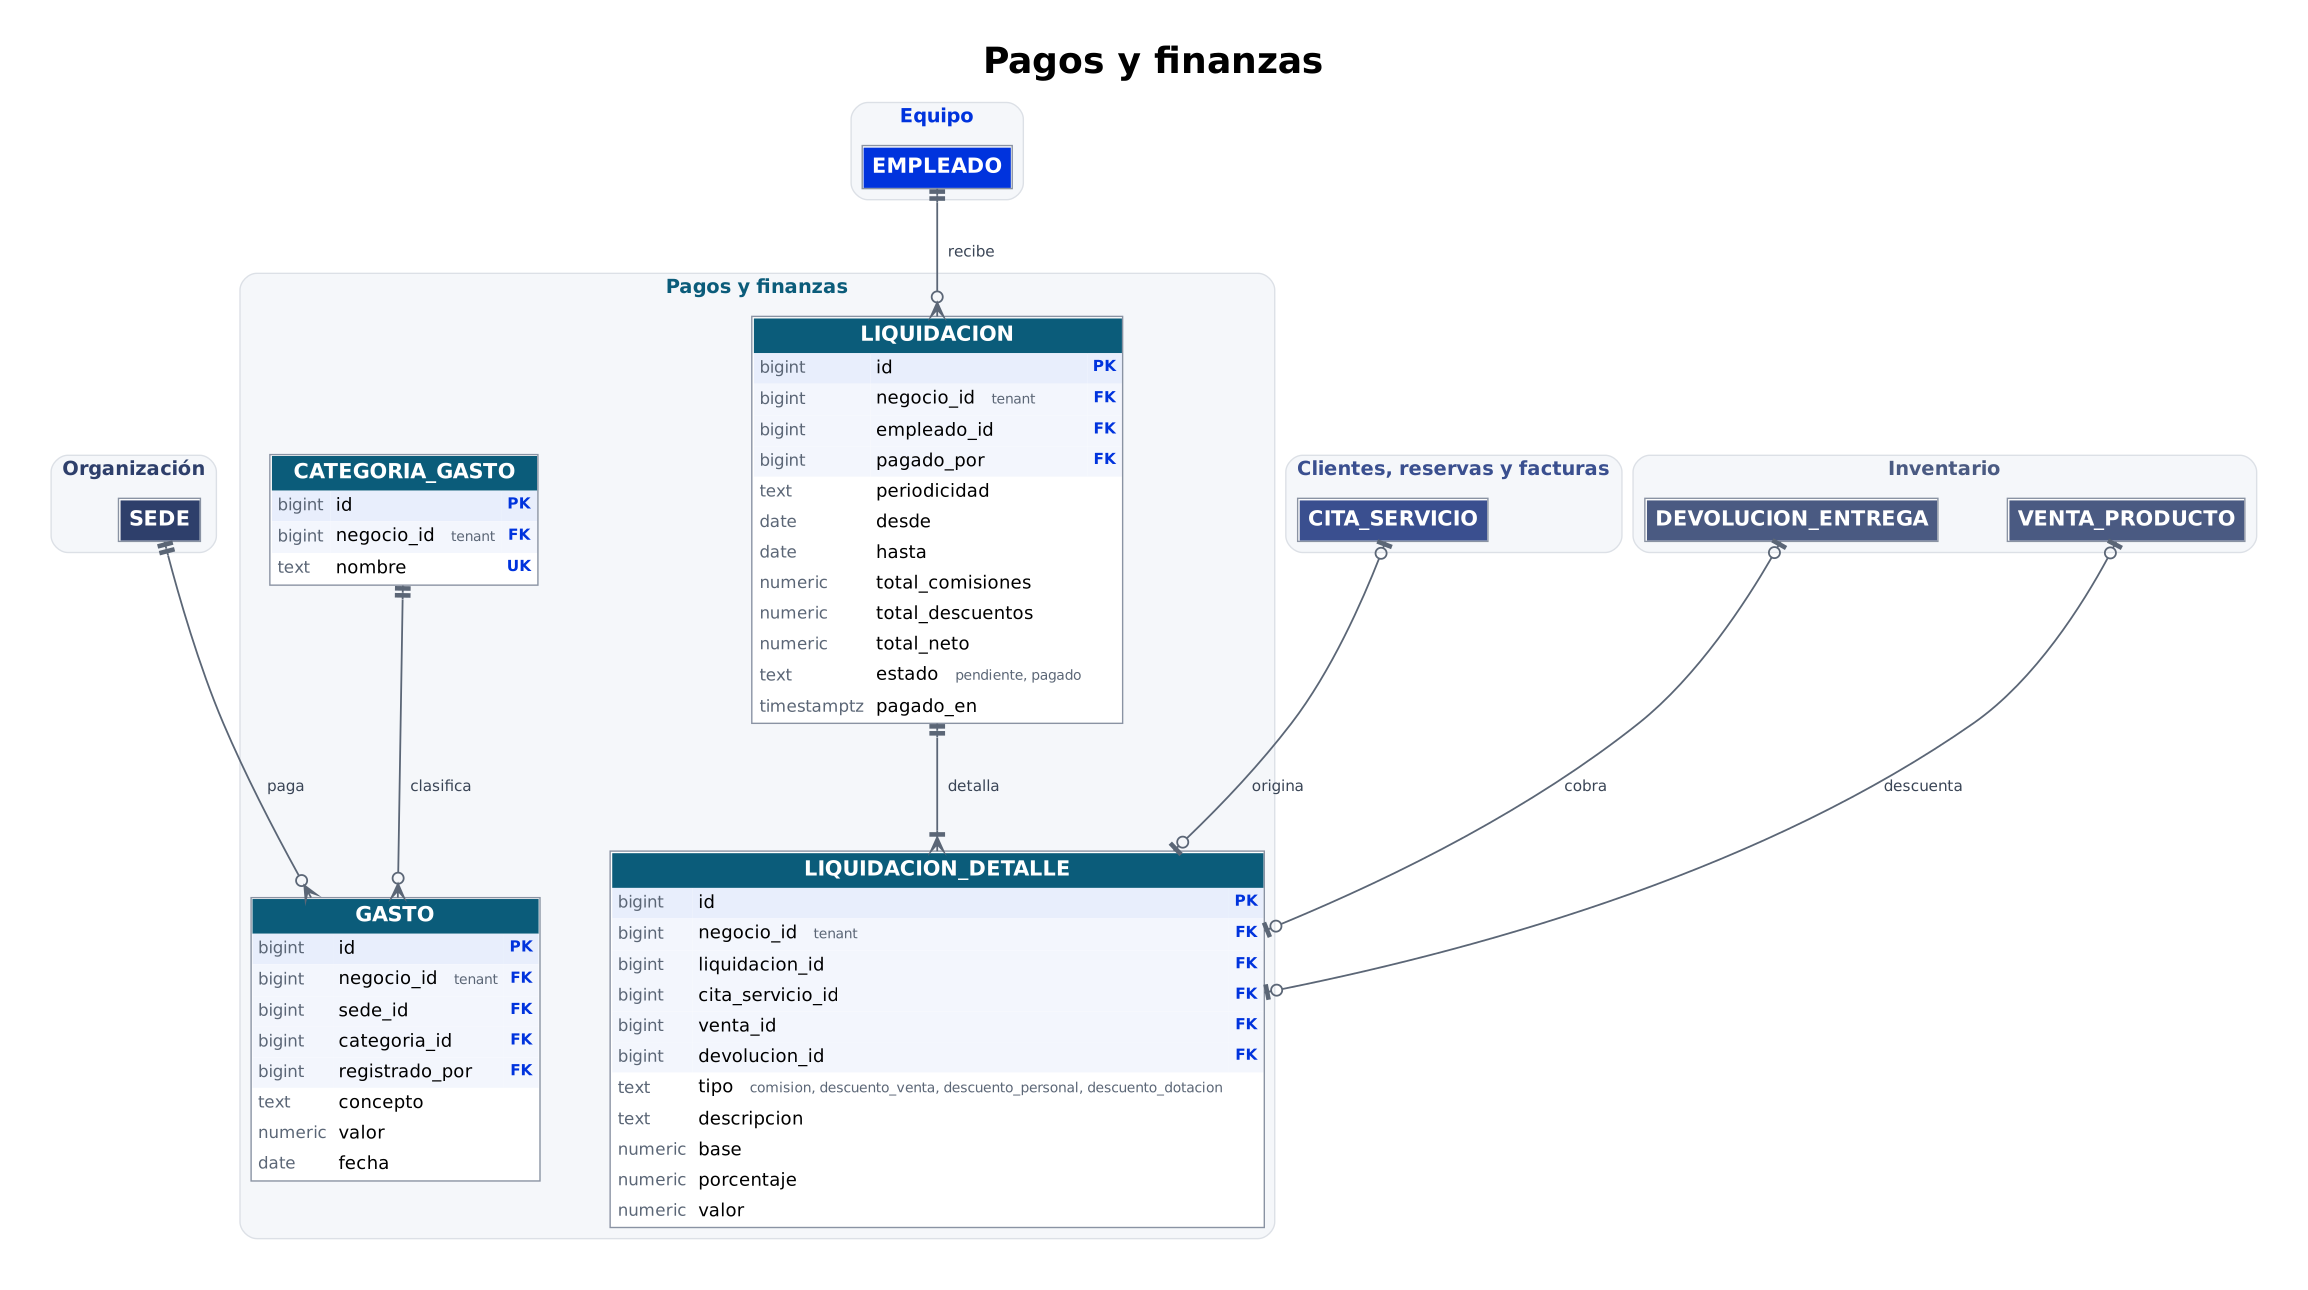 Pagos y finanzas
Equipo
EMPLEADO
recibe
Pagos y finanzas
LIQUIDACION
bigint id PK
bigint negocio_id tenant FK
bigint empleado_id FK
bigint pagado_por FK
text periodicidad
date desde
date hasta
numeric total_comisiones
numeric total_descuentos
numeric total_neto
text estado pendiente, pagado
timestamptz pagado_en
Organización
SEDE
CATEGORIA_GASTO
bigint id PK
bigint negocio_id tenant FK
text nombre UK
Clientes, reservas y facturas
CITA_SERVICIO
Inventario
DEVOLUCION_ENTREGA
VENTA_PRODUCTO
paga
clasifica
detalla
origina
cobra
descuenta
GASTO
bigint id PK
bigint negocio_id tenant FK
bigint sede_id FK
bigint categoria_id FK
bigint registrado_por FK
text concepto
numeric valor
date fecha
LIQUIDACION_DETALLE
bigint id PK
bigint negocio_id tenant FK
bigint liquidacion_id FK
bigint cita_servicio_id FK
bigint venta_id FK
bigint devolucion_id FK
text tipo comision, descuento_venta, descuento_personal, descuento_dotacion
text descripcion
numeric base
numeric porcentaje
numeric valor